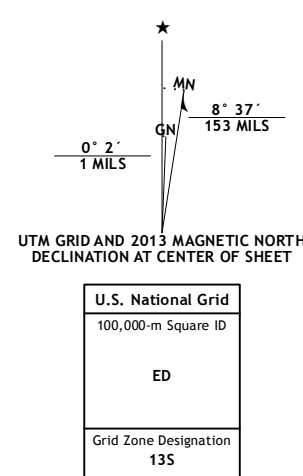 ★
MN
8° 37´
153 MILS
GN
0° 2´
1 MILS
UTM GRID AND 2013 MAGNETIC NORTH
DECLINATION AT CENTER OF SHEET
U.S. National Grid
100,000-m Square ID
ED
Grid Zone Designation
13S